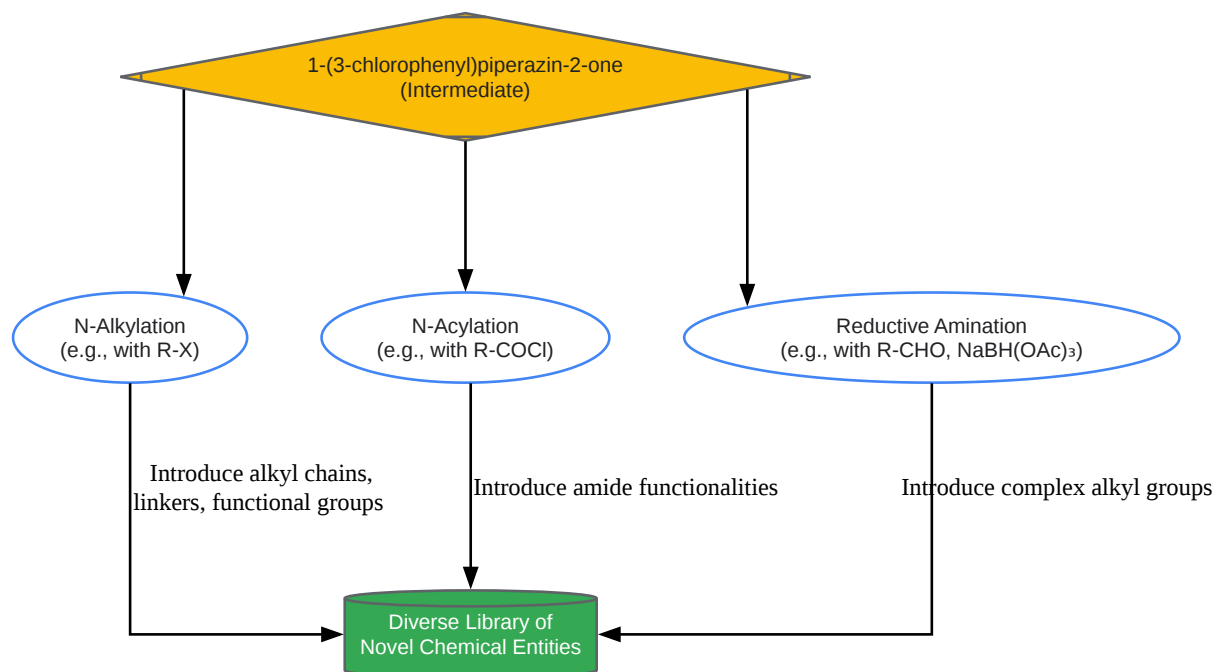 1-(3-chlorophenyl)piperazin-2-one
(Intermediate)
N-Alkylation
(e.g., with R-X)
N-Acylation
(e.g., with R-COCl)
Reductive Amination
(e.g., with R-CHO, NaBH(OAc)₃)
Introduce alkyl chains,
linkers, functional groups
Introduce amide functionalities
Introduce complex alkyl groups
Diverse Library of
Novel Chemical Entities